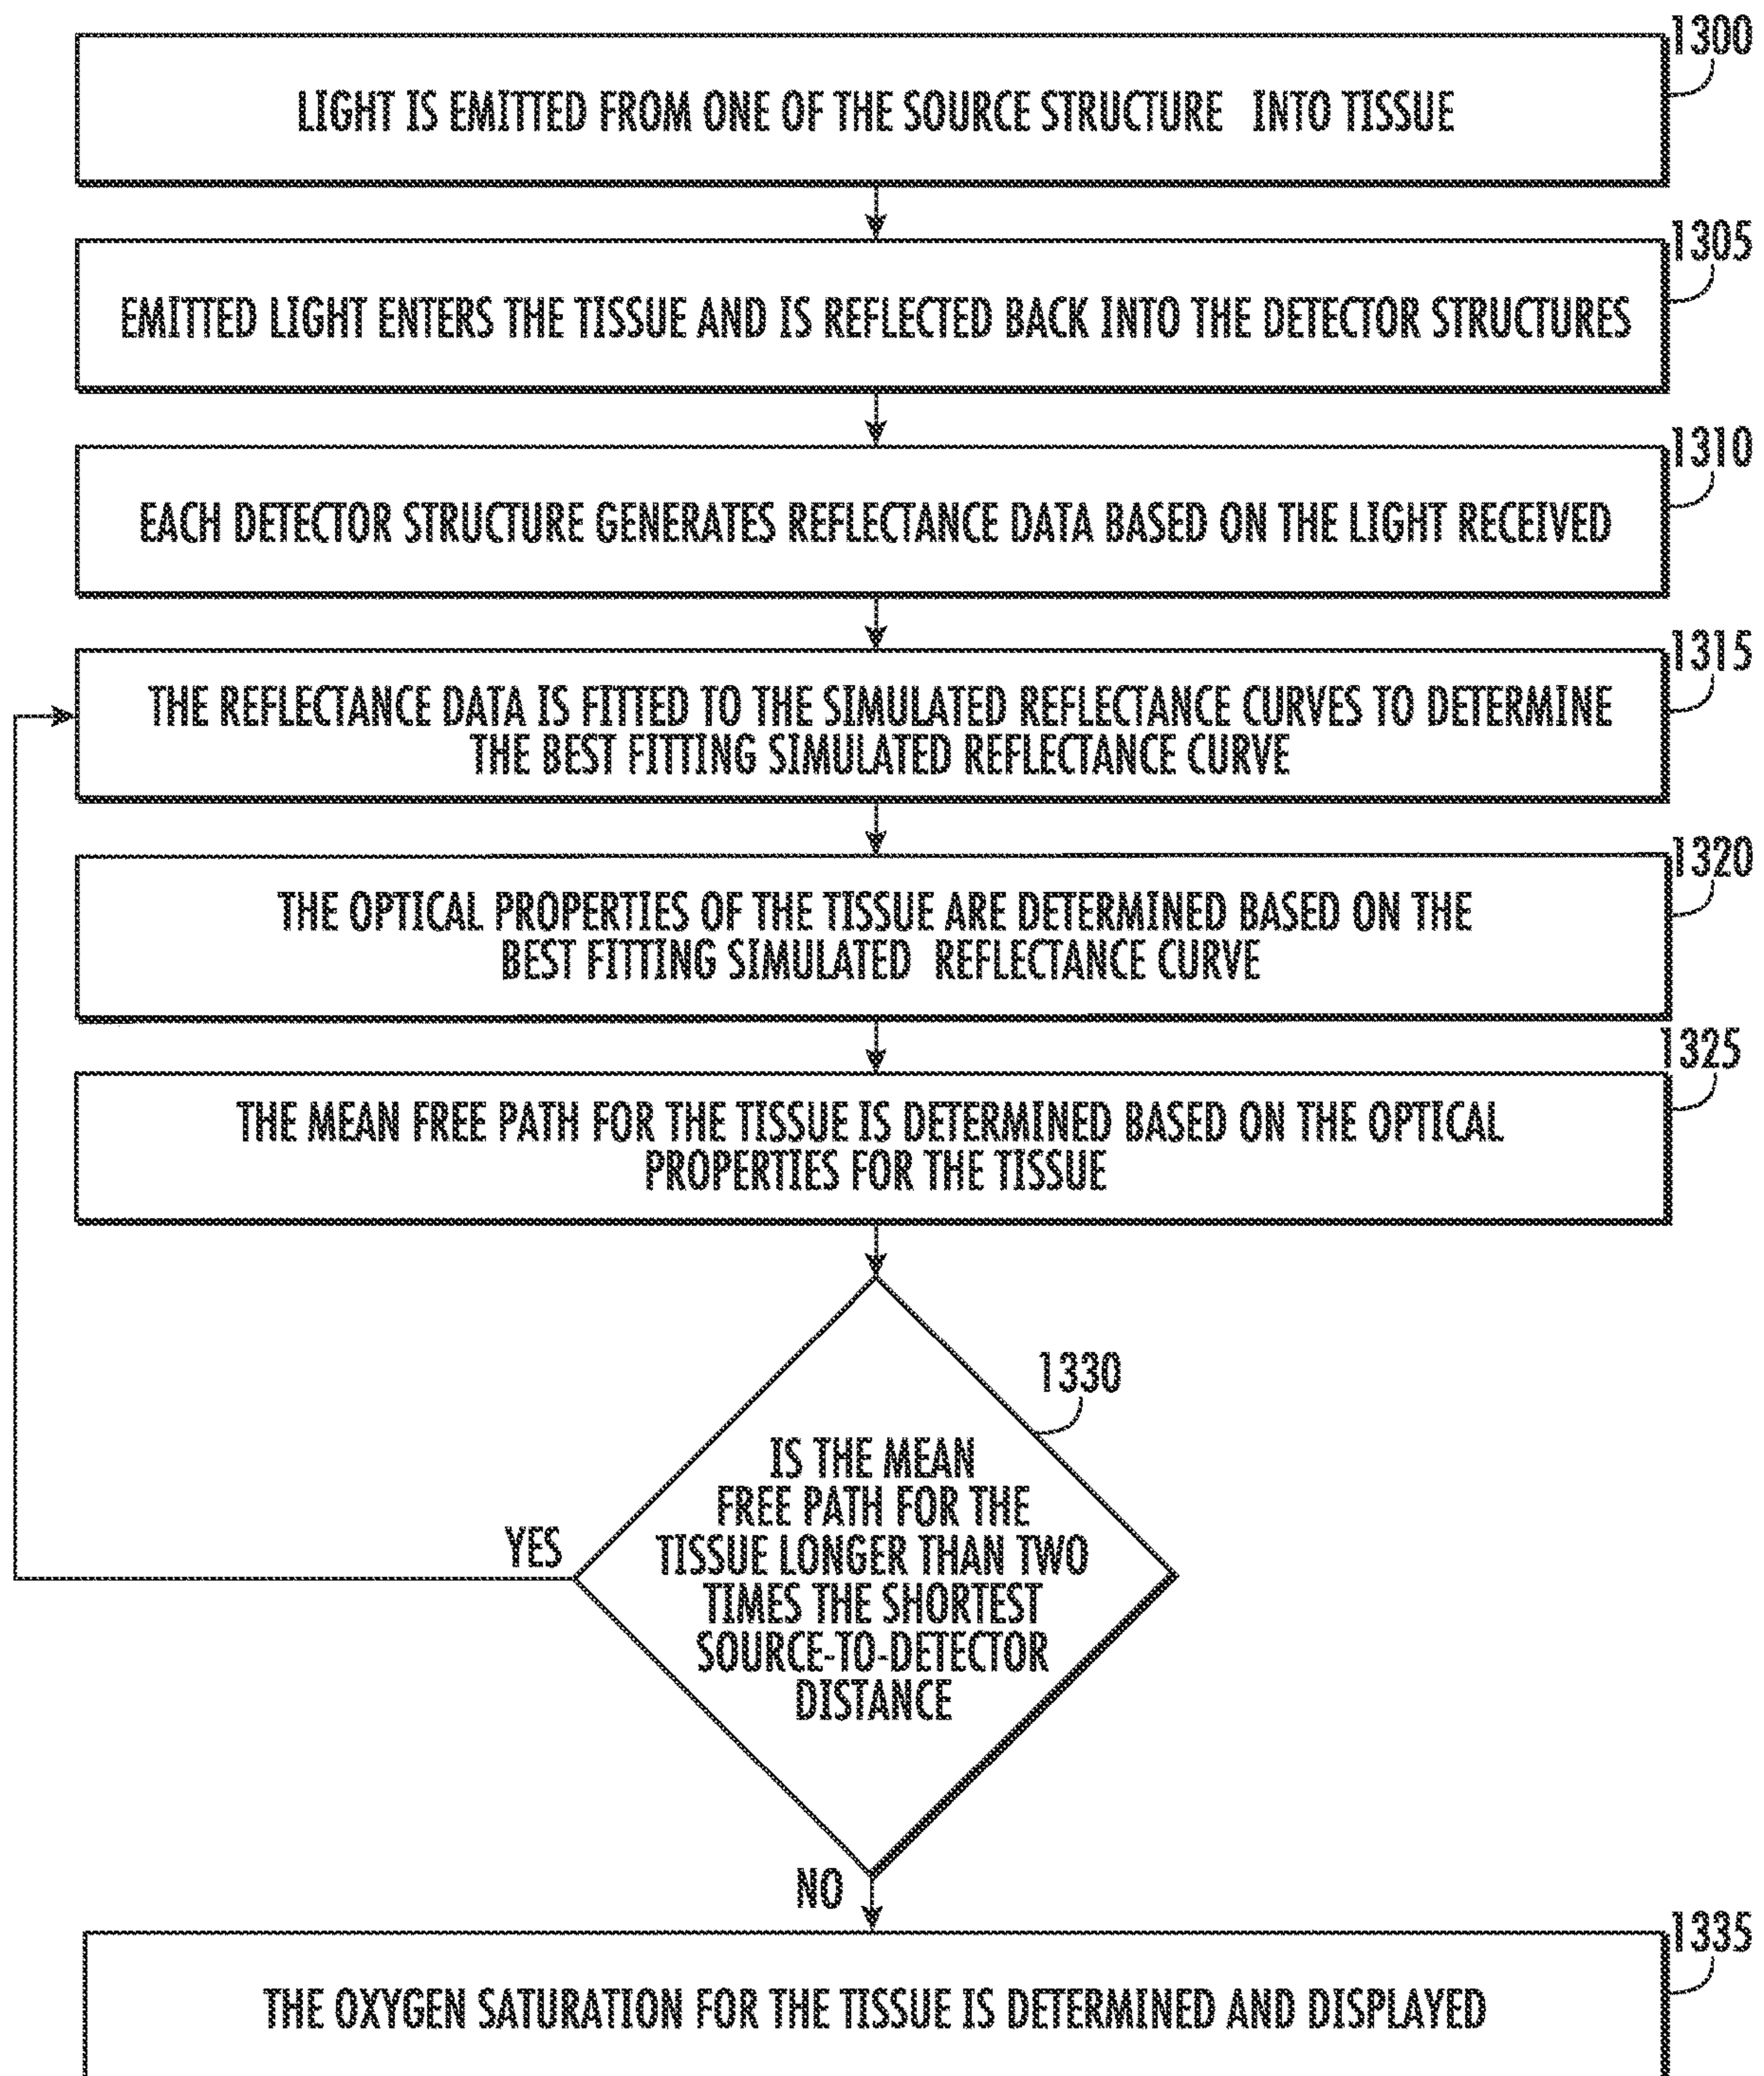 1300
LIGHT IS EMITTED FROM ONE OF THE SOURCE STRUCTURE INTO TISSUE
1305
EMITTED LIGHT ENTERS THE TISSUE AND IS REFLECTED BACK INTO THE DETECTOR STRUCTURES
1310
EACH DETECTOR STRUCTURE GENERATES REFLECTANCE DATA BASED ON THE LIGHT RECEIVED
1315
THE REFLECTANCE DATA IS FITTED TO THE SIMULATED REFLECTANCE CURVES TO DETERMINE
THE BEST FITTING SIMULATED REFLECTANCE CURVE
1320
THE OPTICAL PROPERTIES OF THE TISSUE ARE DETERMINED BASED ON THE
BEST FITTING SIMULATED REFLECTANCE CURVE
1325
THE MEAN FREE PATH FOR THE TISSUE IS DETERMINED BASED ON THE OPTICAL
PROPERTIES FOR THE TISSUE
1330
IS THE MEAN
FREE PATH FOR THE
TISSUE LONGER THAN TWO
TIMES THE SHORTEST
SOURCE-TO-DETECTOR
DISTANCE
YES
NO
1335
THE OXYGEN SATURATION FOR THE TISSUE IS DETERMINED AND DISPLAYED